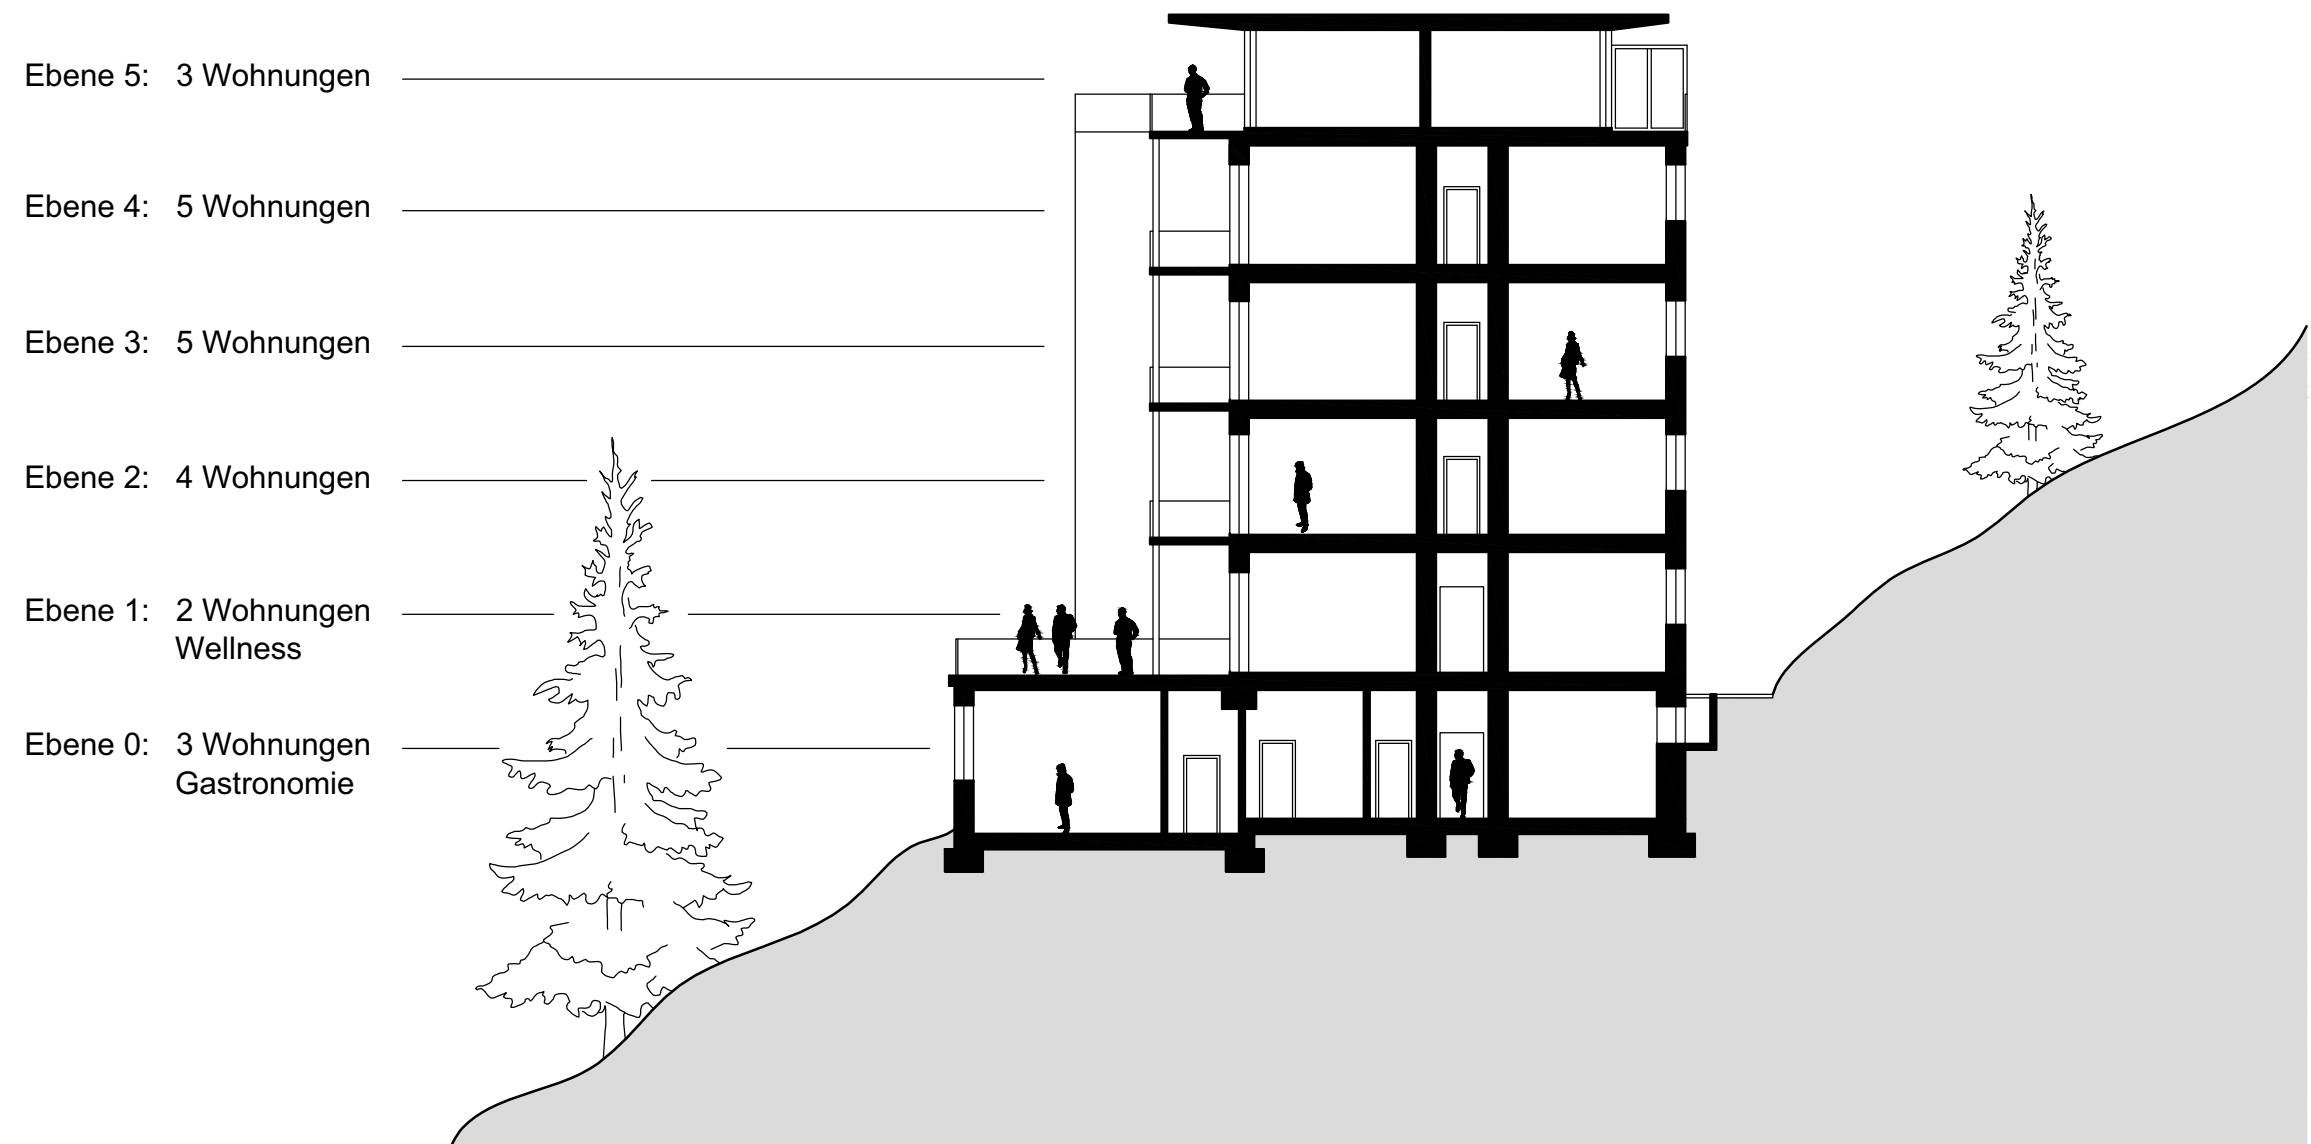 Ebene 5: 3 Wohnungen
Ebene 4: 5 Wohnungen
Ebene 3: 5 Wohnungen
Ebene 2: 4 Wohnungen
Ebene 1: 2 Wohnungen
Wellness
Ebene 0: 3 Wohnungen
Gastronomie